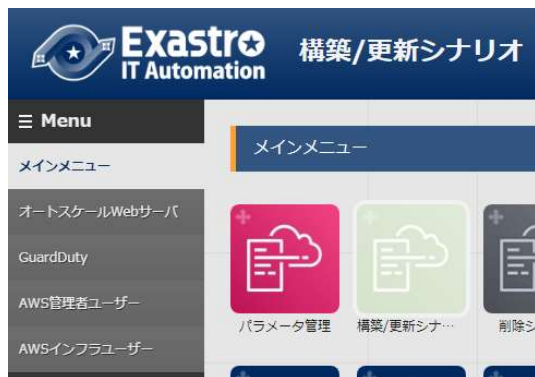 Exastro
IT Automation
構築/更新シナリオ
Menu
メインメニュー
メインメニュー
オートスケールWebサーバ
GuardDuty
AWS管理者ユーザー
AWSインフラユーザー
パラメータ管理
構築/更新シナ…
削除シ